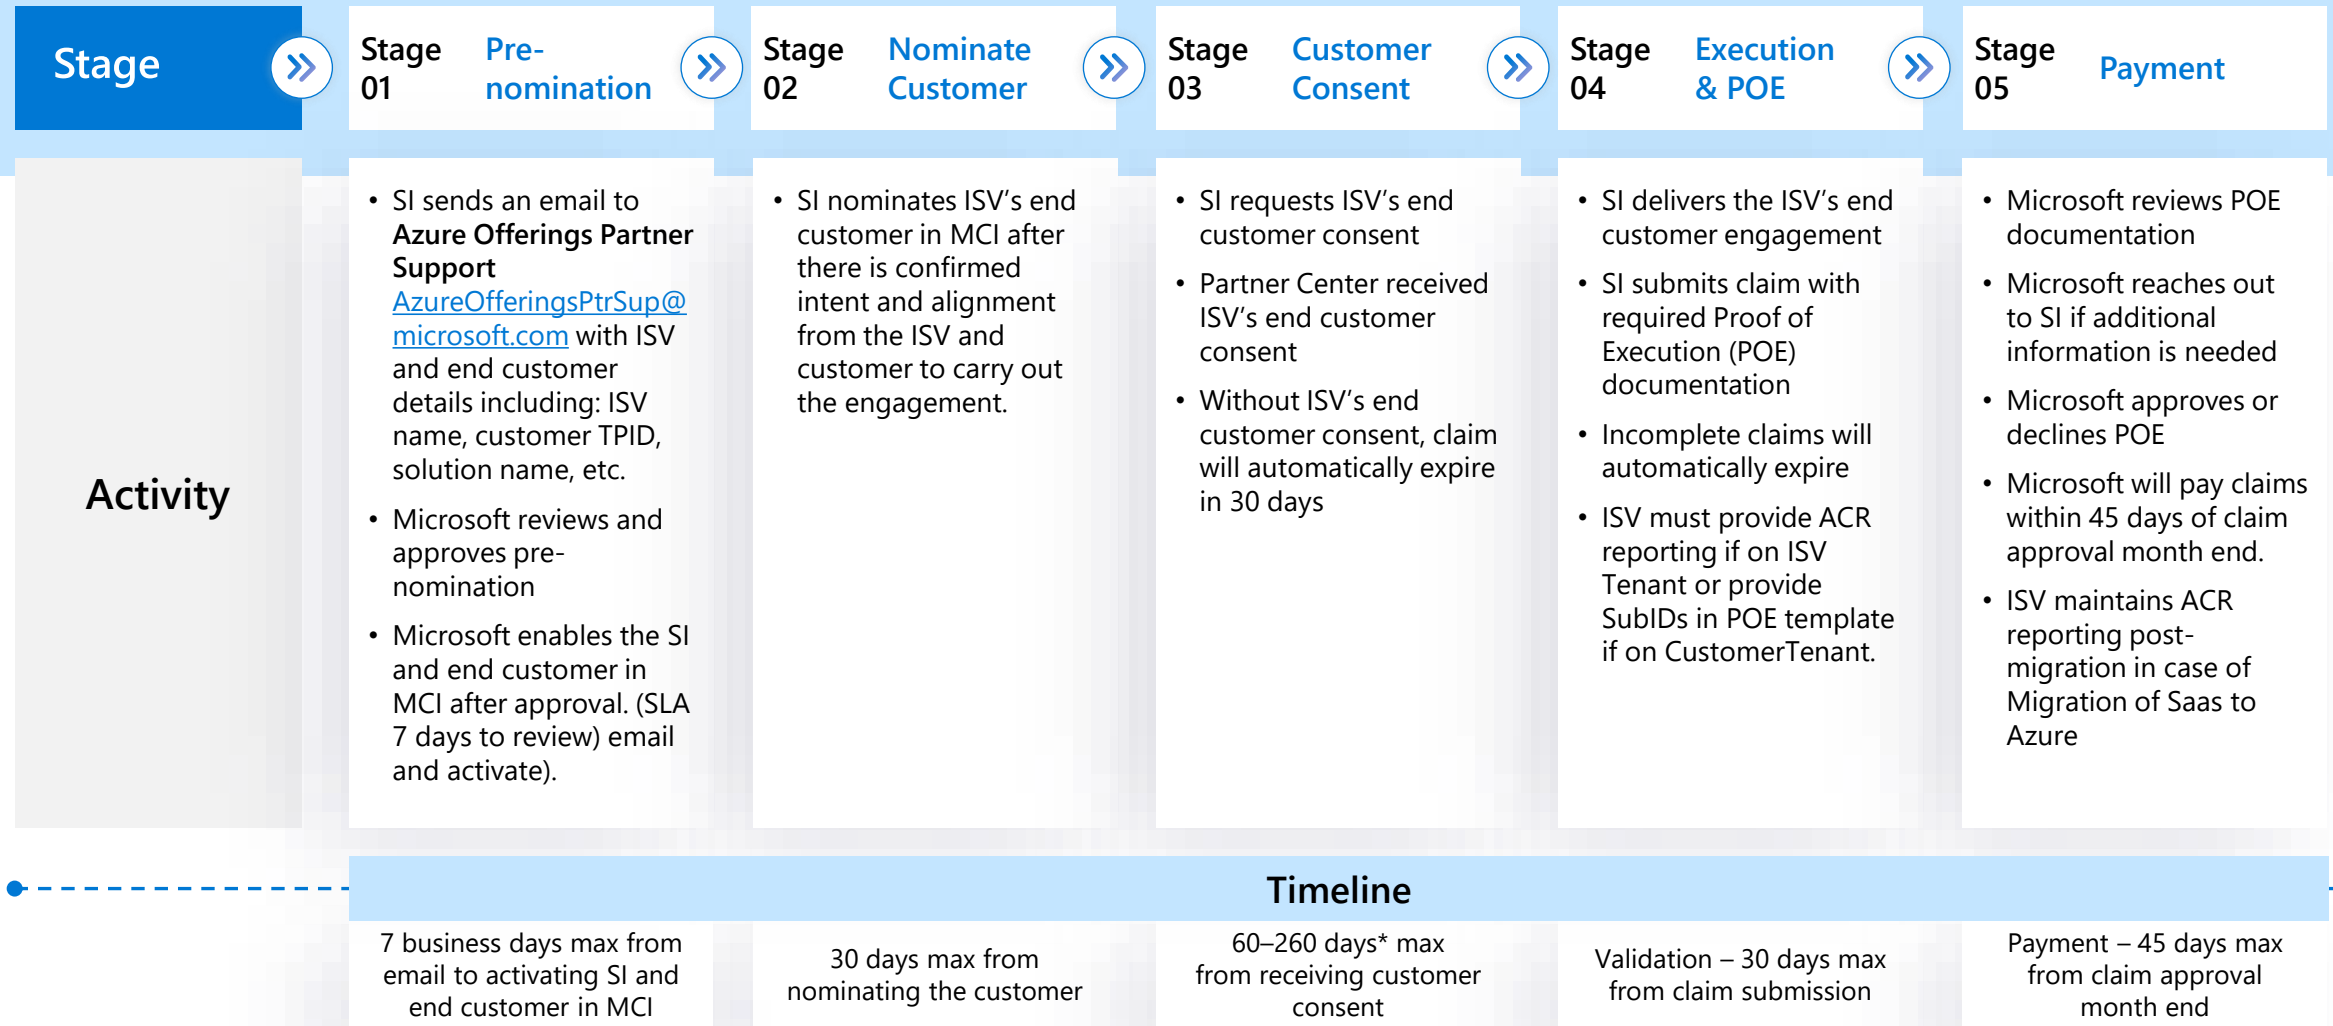 Stage
Stage
01
Pre-
nomination
Stage
02
Nominate
Customer
Stage
03
Customer
Consent
Stage
04
Execution
& POE
Stage
05
Payment
Activity
• SI sends an email to
Azure Offerings Partner
Support
AzureOfferingsPtrSup@
microsoft.com with ISV
and end customer
details including: ISV
name, customer TPID,
solution name, etc.
• Microsoft reviews and
approves pre-
nomination
• Microsoft enables the SI
and end customer in
MCI after approval. (SLA
7 days to review) email
and activate).
• SI nominates ISV’s end
customer in MCI after
there is confirmed
intent and alignment
from the ISV and
customer to carry out
the engagement.
• SI requests ISV’s end
customer consent
• Partner Center received
ISV’s end customer
consent
• Without ISV’s end
customer consent, claim
will automatically expire
in 30 days
• SI delivers the ISV’s end
customer engagement
• SI submits claim with
required Proof of
Execution (POE)
documentation
• Incomplete claims will
automatically expire
• ISV must provide ACR
reporting if on ISV
Tenant or provide
SubIDs in POE template
if on CustomerTenant.
• Microsoft reviews POE
documentation
• Microsoft reaches out
to SI if additional
information is needed
• Microsoft approves or
declines POE
• Microsoft will pay claims
within 45 days of claim
approval month end.
• ISV maintains ACR
reporting post-
migration in case of
Migration of Saas to
Azure
Timeline
7 business days max from
email to activating SI and
end customer in MCI
30 days max from
nominating the customer
60–260 days* max
from receiving customer
consent
Validation – 30 days max
from claim submission
Payment – 45 days max
from claim approval
month end